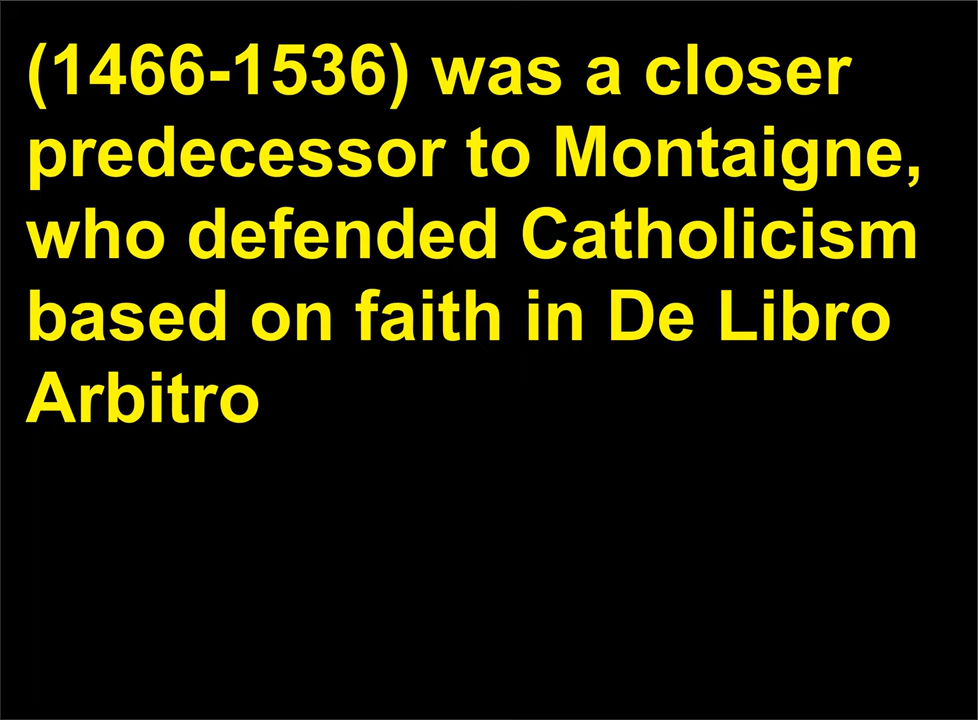 (1466-1536) was a closer
predecessor to Montaigne,
who defended Catholicism
based on faith in De Libro
Arbitro